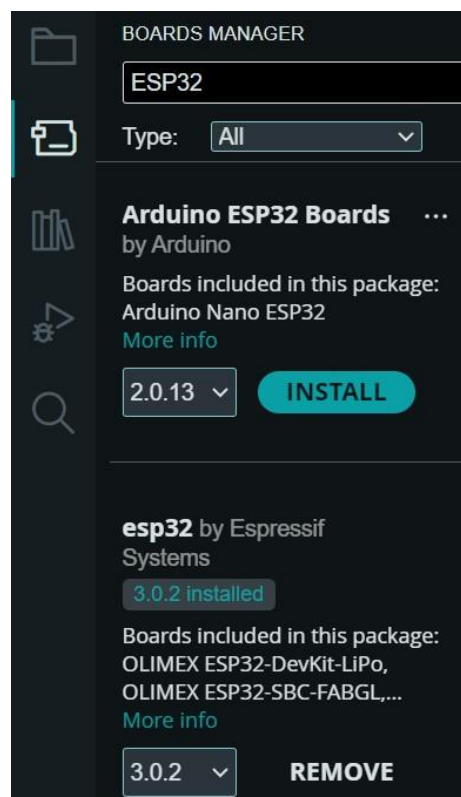 BOARDS MANAGER
ESP32
Type: All
Arduino ESP32 Boards ...
by Arduino
Boards included in this package:
Arduino Nano ESP32
More info
2.0.13 INSTALL
esp32 by Espressif
Systems
3.0.2 installed
Boards included in this package:
OLIMEX ESP32-DevKit-LiPo,
OLIMEX ESP32-SBC-FABGL,...
More info
3.0.2 REMOVE